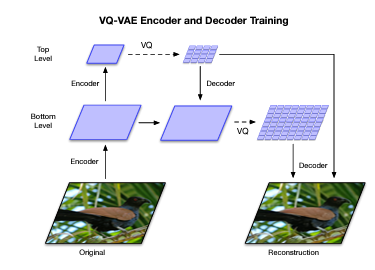 VQ-VAE Encoder and Decoder Training
Top
Level
VQ
Encoder
Decoder
Bottom
Level
VQ
Encoder
Decoder
Original
Reconstruction